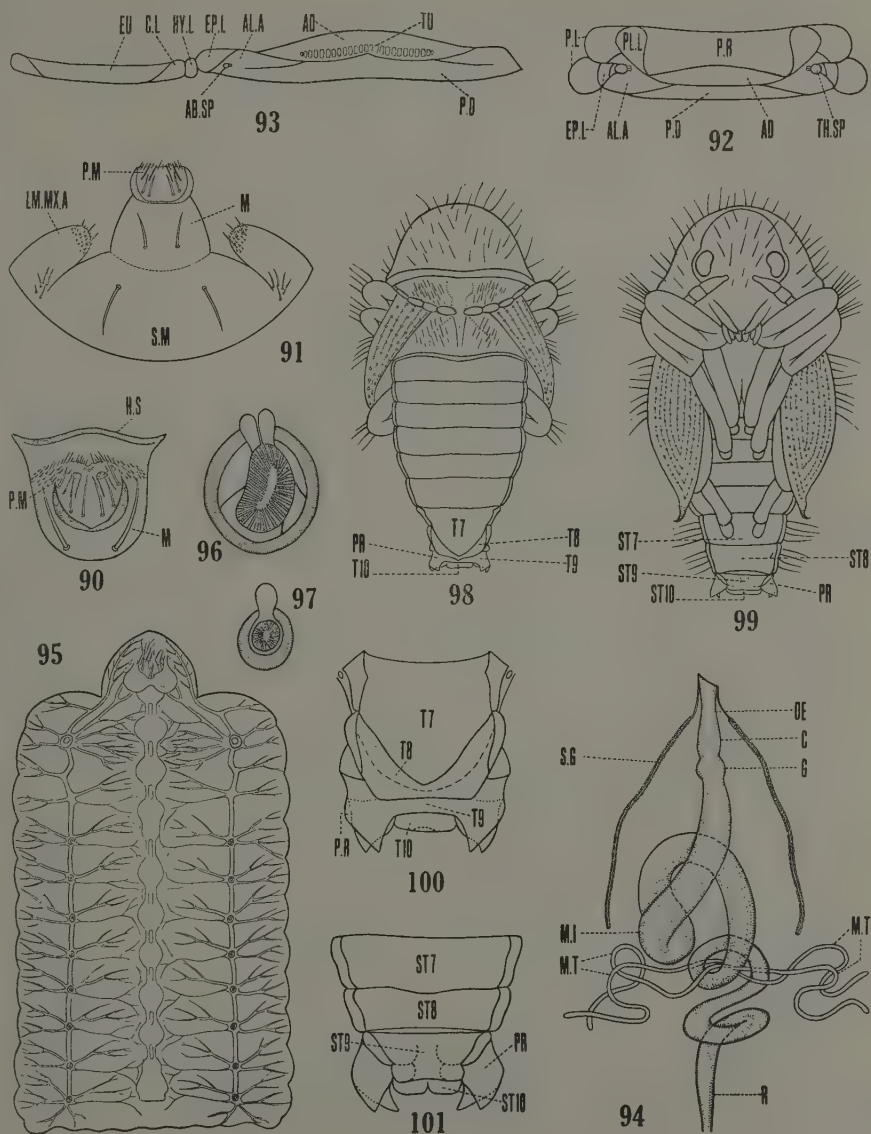 EU C.L HY.L EP.L AL.A AD TU
AB.SP P.D
93
P.L PL.L P.R
EP.L AL.A P.D AD TH.SP
92
P.M
LM.MX.A M
S.M
91
H.S
P.M
M
90
96
97
T7
PR T8
T10 T9
98
ST7 ST8
ST9
ST10 PR
99
95
T7
T8
T9
P.R T10
100
ST7
ST8
ST9 PR
ST10
101
OE
S.G C
G
M.I M.T
M.T
R
94